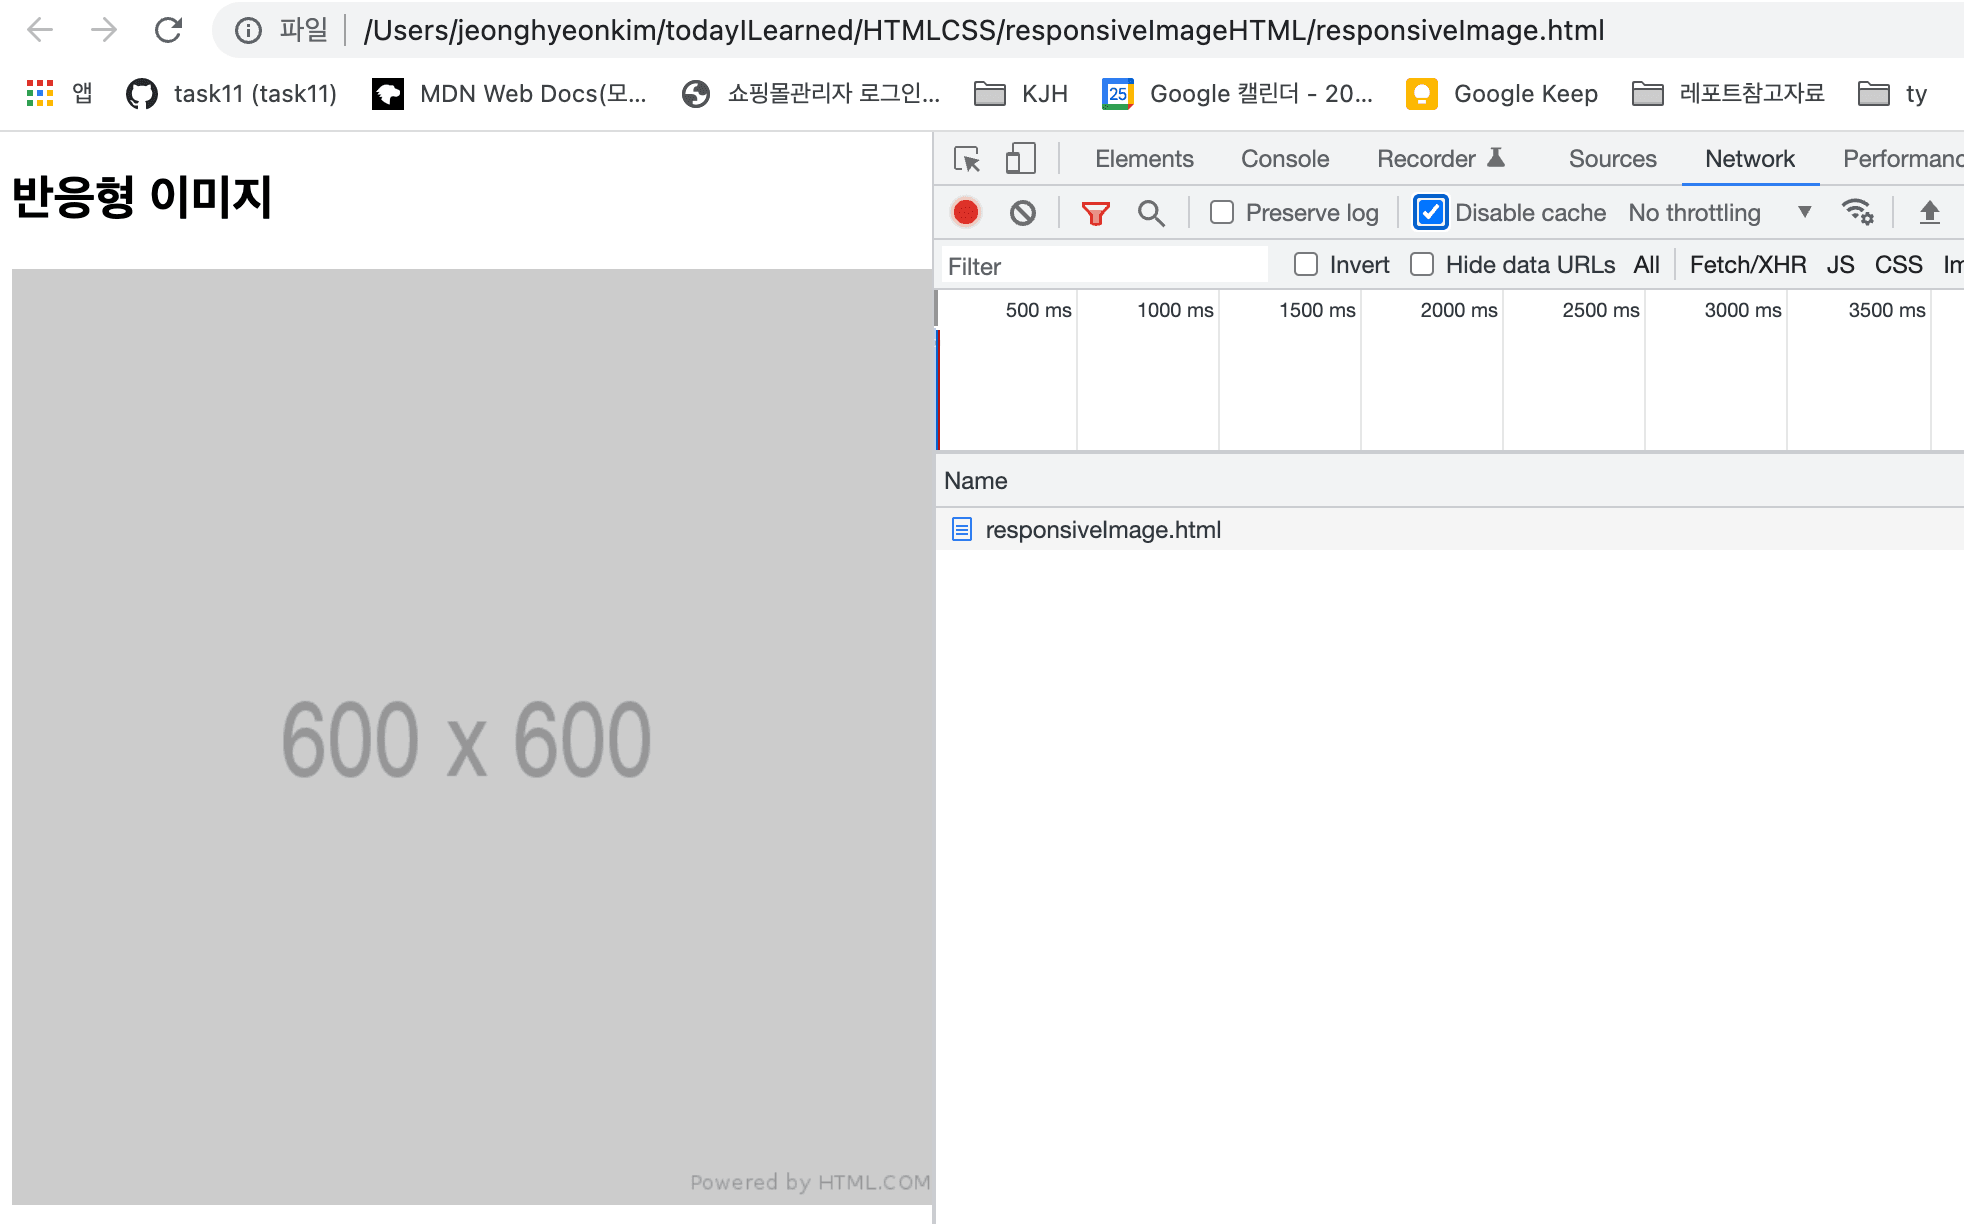 파일 /Users/jeonghyeonkim/todayILearned/HTMLCSS/responsiveImageHTML/responsiveImage.html
앱 task11 (task11) MDN Web Docs(모... 쇼핑몰관리자 로그인... KJH 25 Google 캘린더 - 20... Google Keep 레포트참고자료 ty
반응형 이미지
600 x 600
Powered by HTML.COM
Elements Console Recorder Sources Network Performanc
Preserve log Disable cache No throttling
Filter Invert Hide data URLs All Fetch/XHR JS CSS Im
500 ms 1000 ms 1500 ms 2000 ms 2500 ms 3000 ms 3500 ms
Name
responsiveImage.html